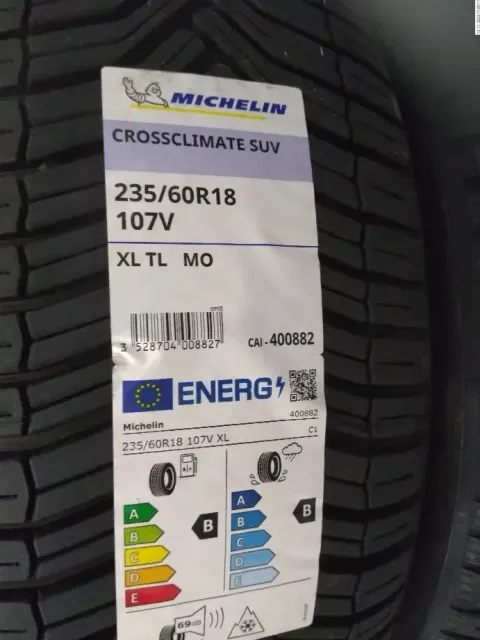 MICHELIN
CROSSCLIMATE SUV
235/60R18
107V
XL TL MO
3 528704 008827
CAI - 400882
ENERG
Michelin
400882
235/60R18 107V XL
C1
A
B
C
D
E
B
A
B
C
D
E
B
69 dB